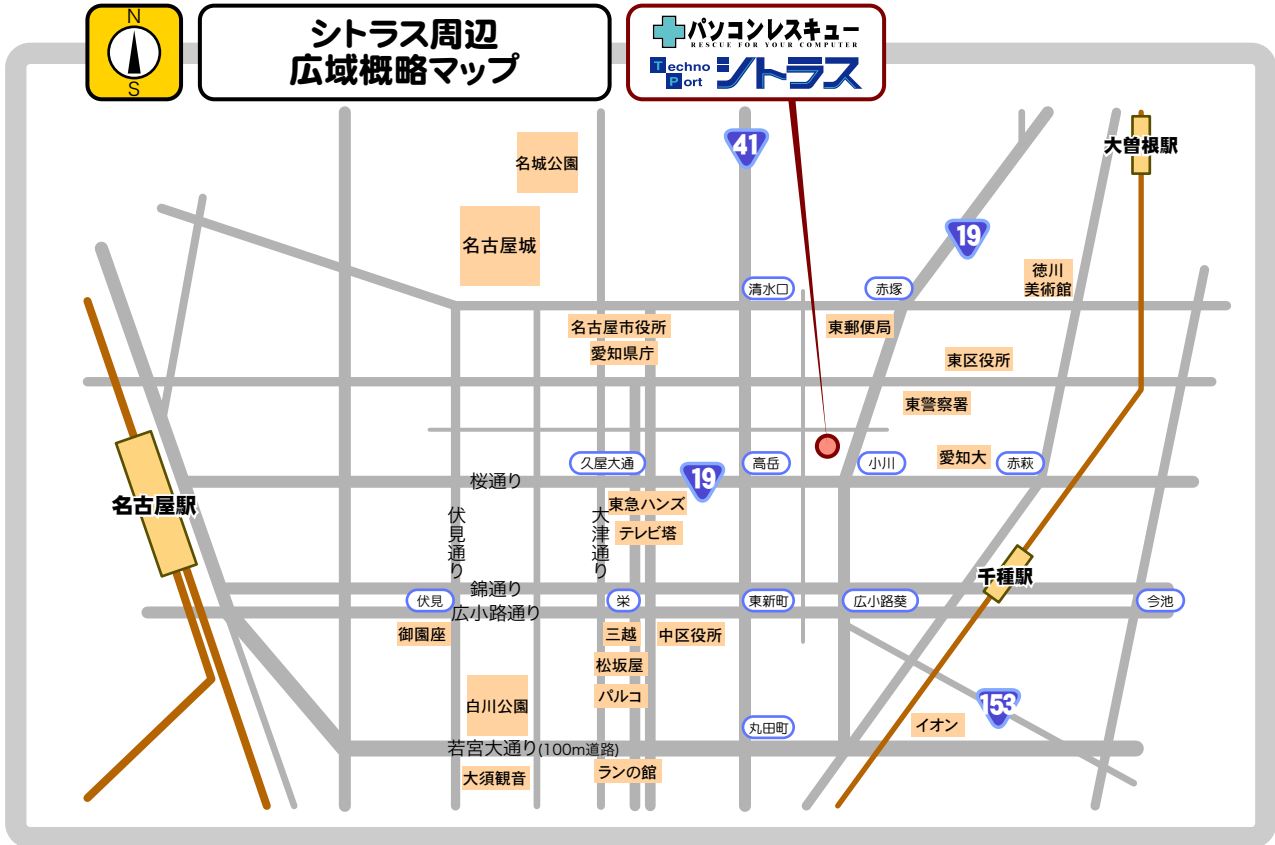 N
S
シトラス周辺
広域概略マップ
パソコンレスキュー
RESCUE FOR YOUR COMPUTER
Techno
Port
シトラス
41
大曽根駅
名城公園
19
名古屋城
徳川
美術館
清水口
赤塚
名古屋市役所
東郵便局
愛知県庁
東区役所
東警察署
久屋大通
高岳
小川
愛知大
赤萩
桜通り
19
名古屋駅
東急ハンズ
伏見通り
大津通り
テレビ塔
千種駅
錦通り
伏見
栄
東新町
広小路葵
今池
広小路通り
御園座
三越
中区役所
松坂屋
パルコ
白川公園
153
イオン
丸田町
若宮大通り(100m道路)
大須観音
ランの館